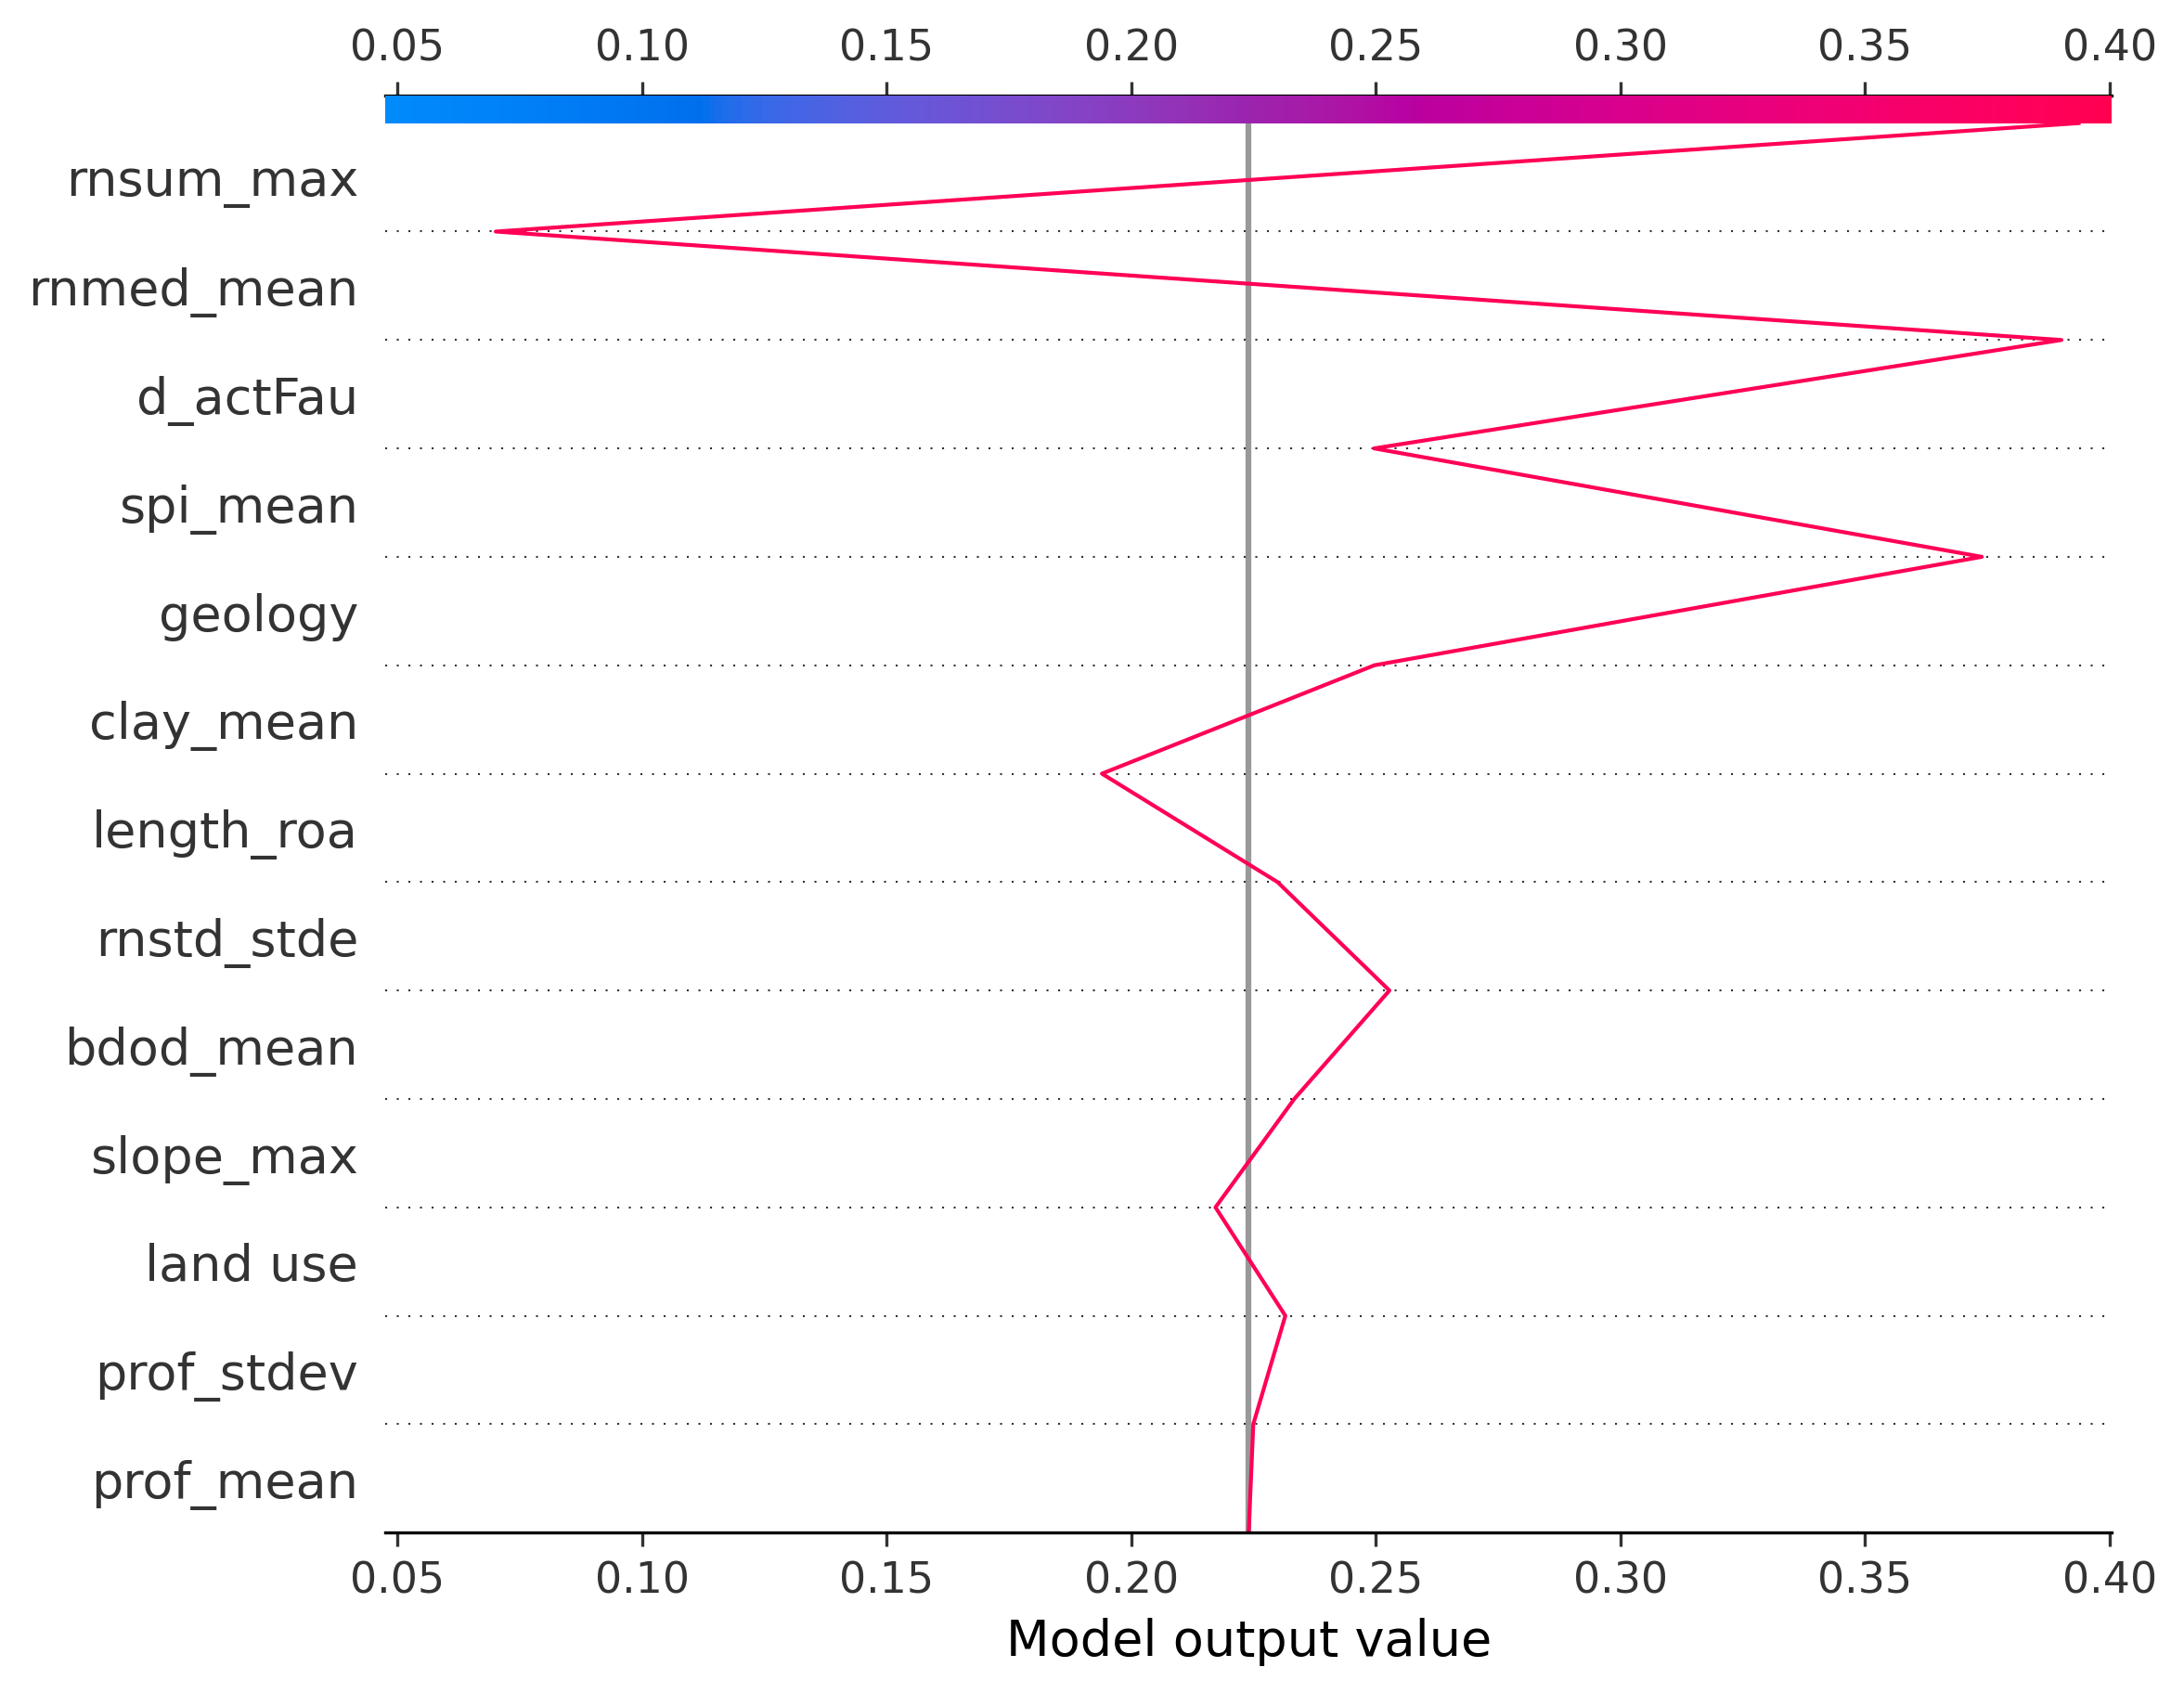 0.05 0.10 0.15 0.20 0.25 0.30 0.35 0.40
rnsum_max
rnmed_mean
d_actFau
spi_mean
geology
clay_mean
length_roa
rnstd_stde
bdod_mean
slope_max
land use
prof_stdev
prof_mean
0.05 0.10 0.15 0.20 0.25 0.30 0.35 0.40
Model output value